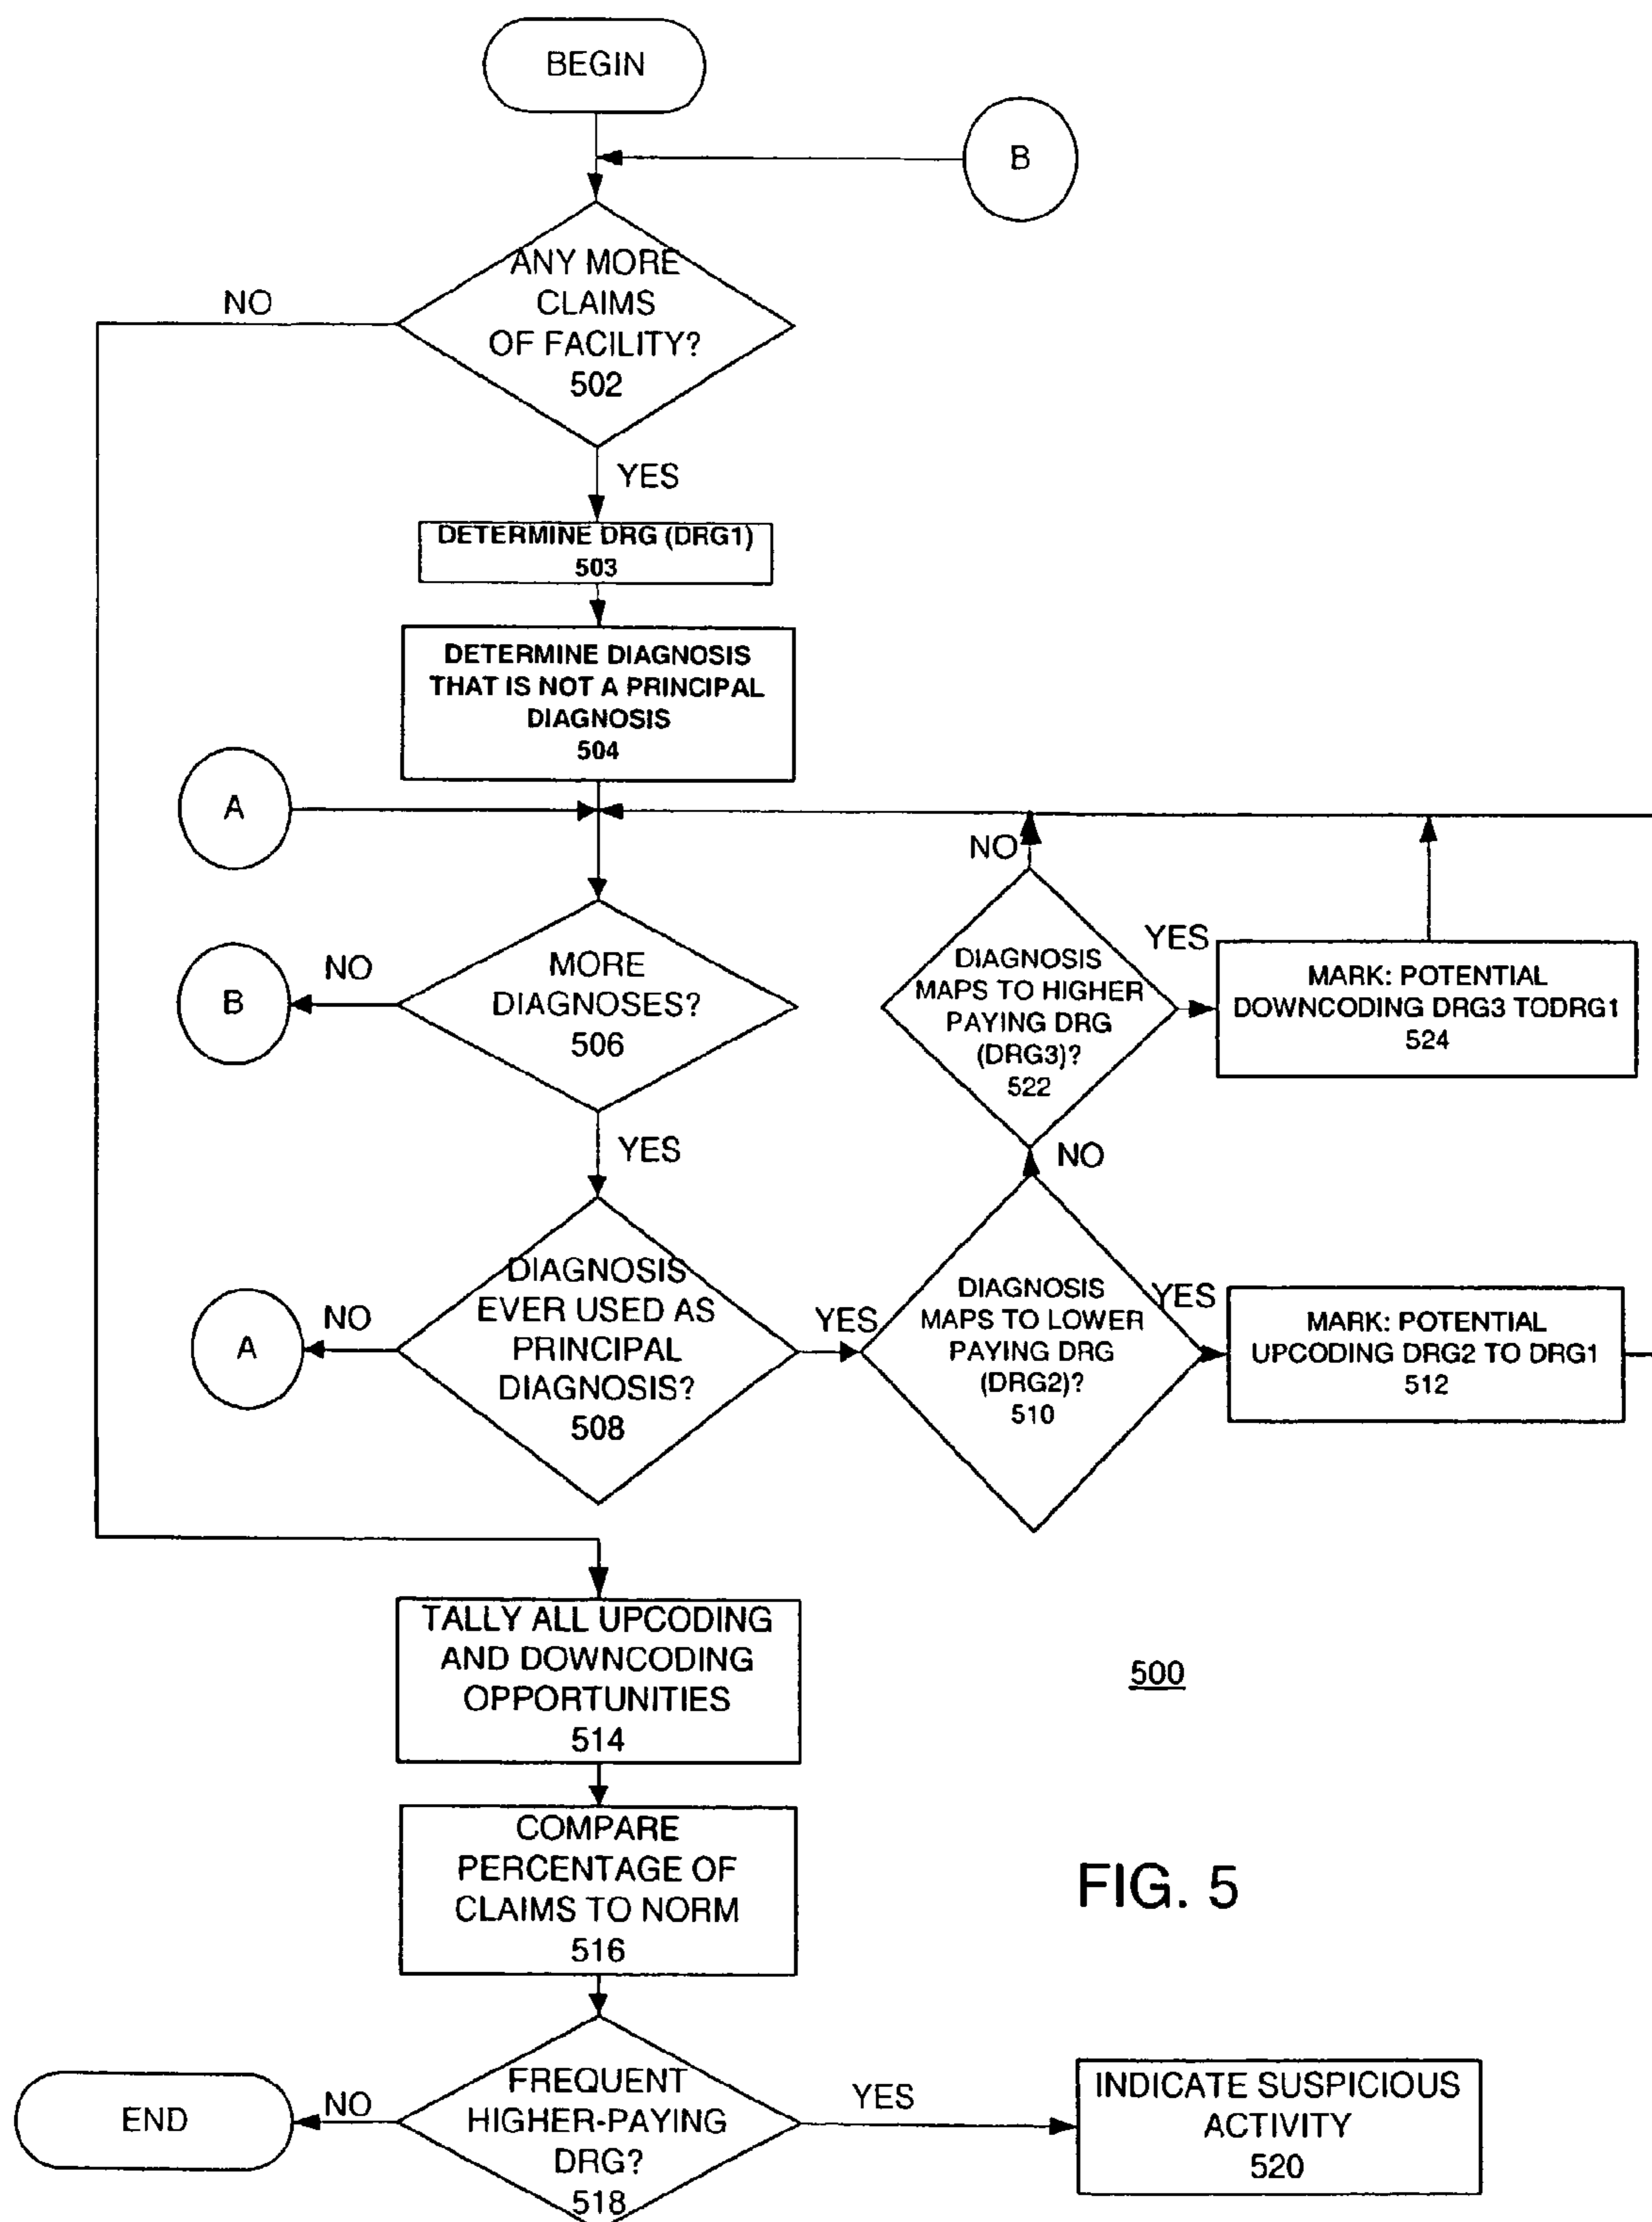 BEGIN
B
ANY MORE
CLAIMS
OF FACILITY?
502
NO
YES
DETERMINE DRG (DRG1)
503
DETERMINE DIAGNOSIS
THAT IS NOT A PRINCIPAL
DIAGNOSIS
504
A
MORE
DIAGNOSES?
506
NO
B
YES
DIAGNOSIS
EVER USED AS
PRINCIPAL
DIAGNOSIS?
508
NO
A
YES
DIAGNOSIS
MAPS TO LOWER
PAYING DRG
(DRG2)?
510
YES
MARK: POTENTIAL
UPCODING DRG2 TO DRG1
512
NO
DIAGNOSIS
MAPS TO HIGHER
PAYING DRG
(DRG3)?
522
NO
YES
MARK: POTENTIAL
DOWNCODING DRG3 TODRG1
524
TALLY ALL UPCODING
AND DOWNCODING
OPPORTUNITIES
514
500
COMPARE
PERCENTAGE OF
CLAIMS TO NORM
516
FIG. 5
FREQUENT
HIGHER-PAYING
DRG?
518
NO
END
YES
INDICATE SUSPICIOUS
ACTIVITY
520